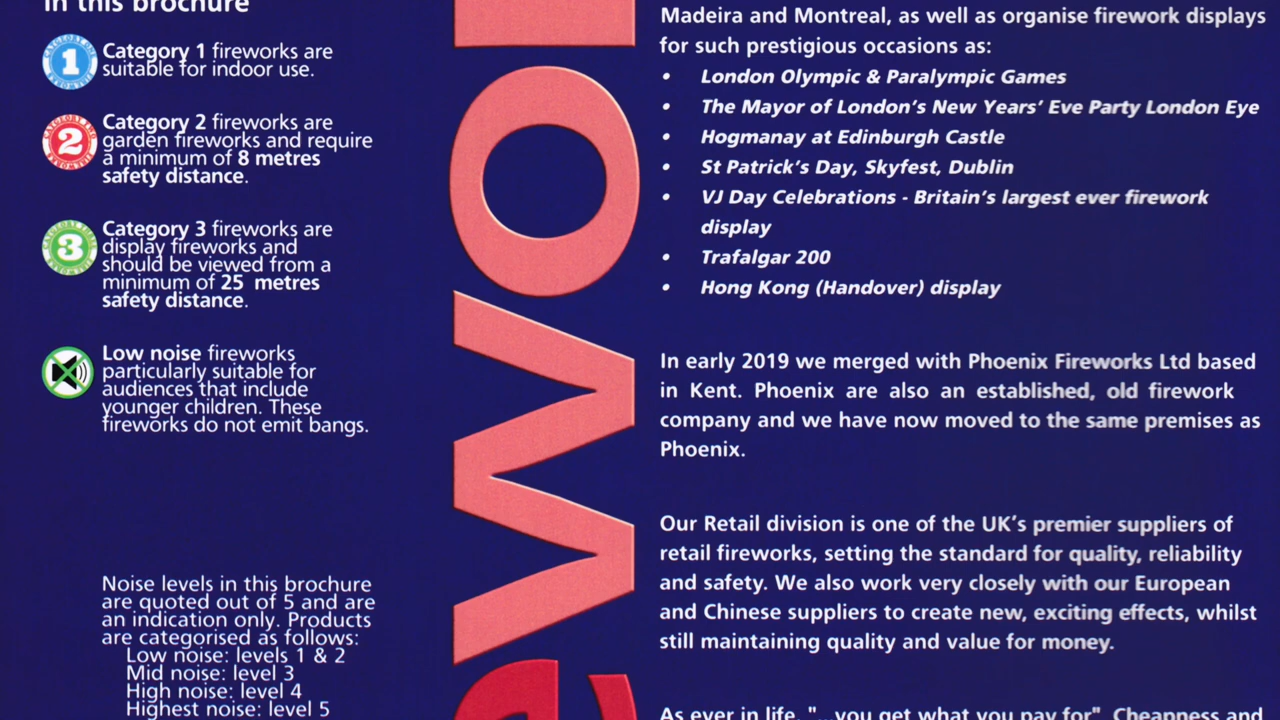 in this brochure
1
Category 1 fireworks are
suitable for indoor use.
2
Category 2 fireworks are
garden fireworks and require
a minimum of 8 metres
safety distance.
3
Category 3 fireworks are
display fireworks and
should be viewed from a
minimum of 25 metres
safety distance.
Low noise fireworks
particularly suitable for
audiences that include
younger children. These
fireworks do not emit bangs.
Noise levels in this brochure
are quoted out of 5 and are
an indication only. Products
are categorised as follows:
Low noise: levels 1 & 2
Mid noise: level 3
High noise: level 4
Highest noise: level 5
ewo
Madeira and Montreal, as well as organise firework displays
for such prestigious occasions as:
• London Olympic & Paralympic Games
• The Mayor of London's New Years' Eve Party London Eye
• Hogmanay at Edinburgh Castle
• St Patrick's Day, Skyfest, Dublin
• VJ Day Celebrations - Britain's largest ever firework
display
• Trafalgar 200
• Hong Kong (Handover) display
In early 2019 we merged with Phoenix Fireworks Ltd based
in Kent. Phoenix are also an established, old firework
company and we have now moved to the same premises as
Phoenix.
Our Retail division is one of the UK's premier suppliers of
retail fireworks, setting the standard for quality, reliability
and safety. We also work very closely with our European
and Chinese suppliers to create new, exciting effects, whilst
still maintaining quality and value for money.
As ever in life, "...you get what you pay for". Cheapness and